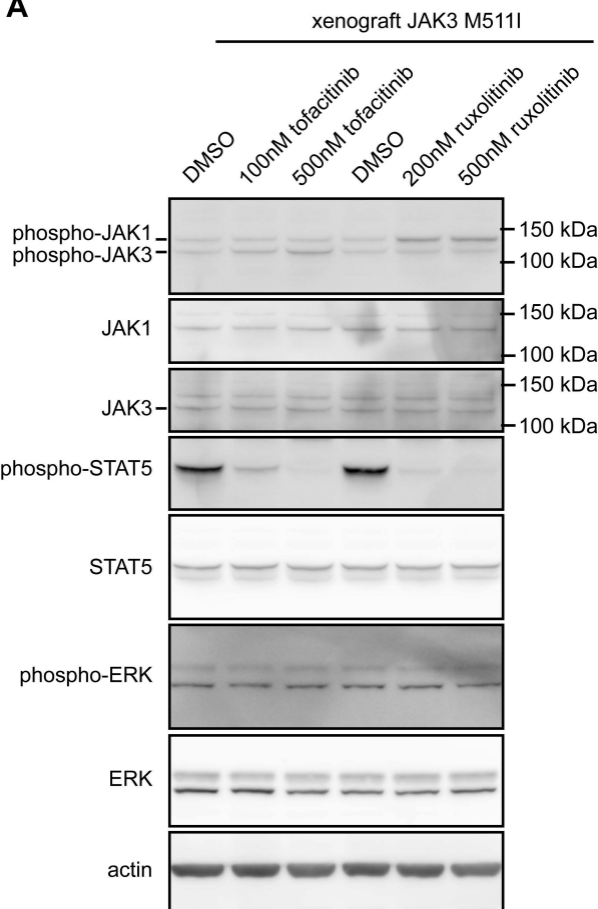 A
xenograft JAK3 M511I
DMSO
100nM tofacitinib
500nM tofacitinib
DMSO
200nM ruxolitinib
500nM ruxolitinib
phospho-JAK1
phospho-JAK3
150 kDa
100 kDa
JAK1
150 kDa
100 kDa
JAK3
150 kDa
100 kDa
phospho-STAT5
STAT5
phospho-ERK
ERK
actin